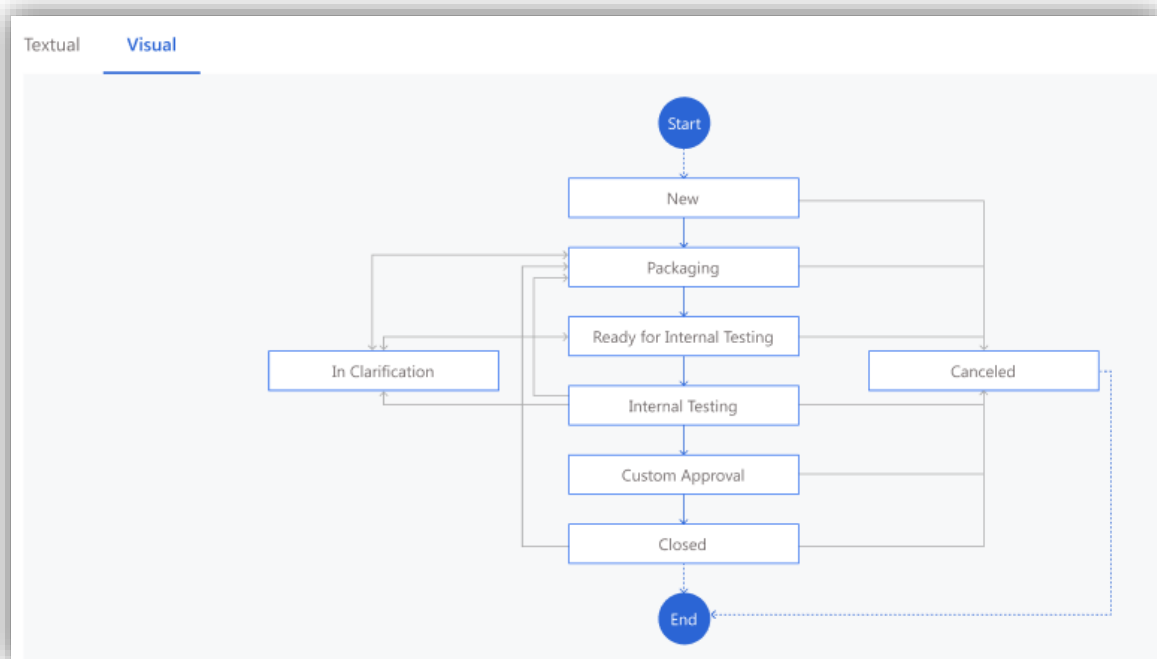 Textual
Visual
Start
New
Packaging
Ready for Internal Testing
In Clarification
Canceled
Internal Testing
Custom Approval
Closed
End